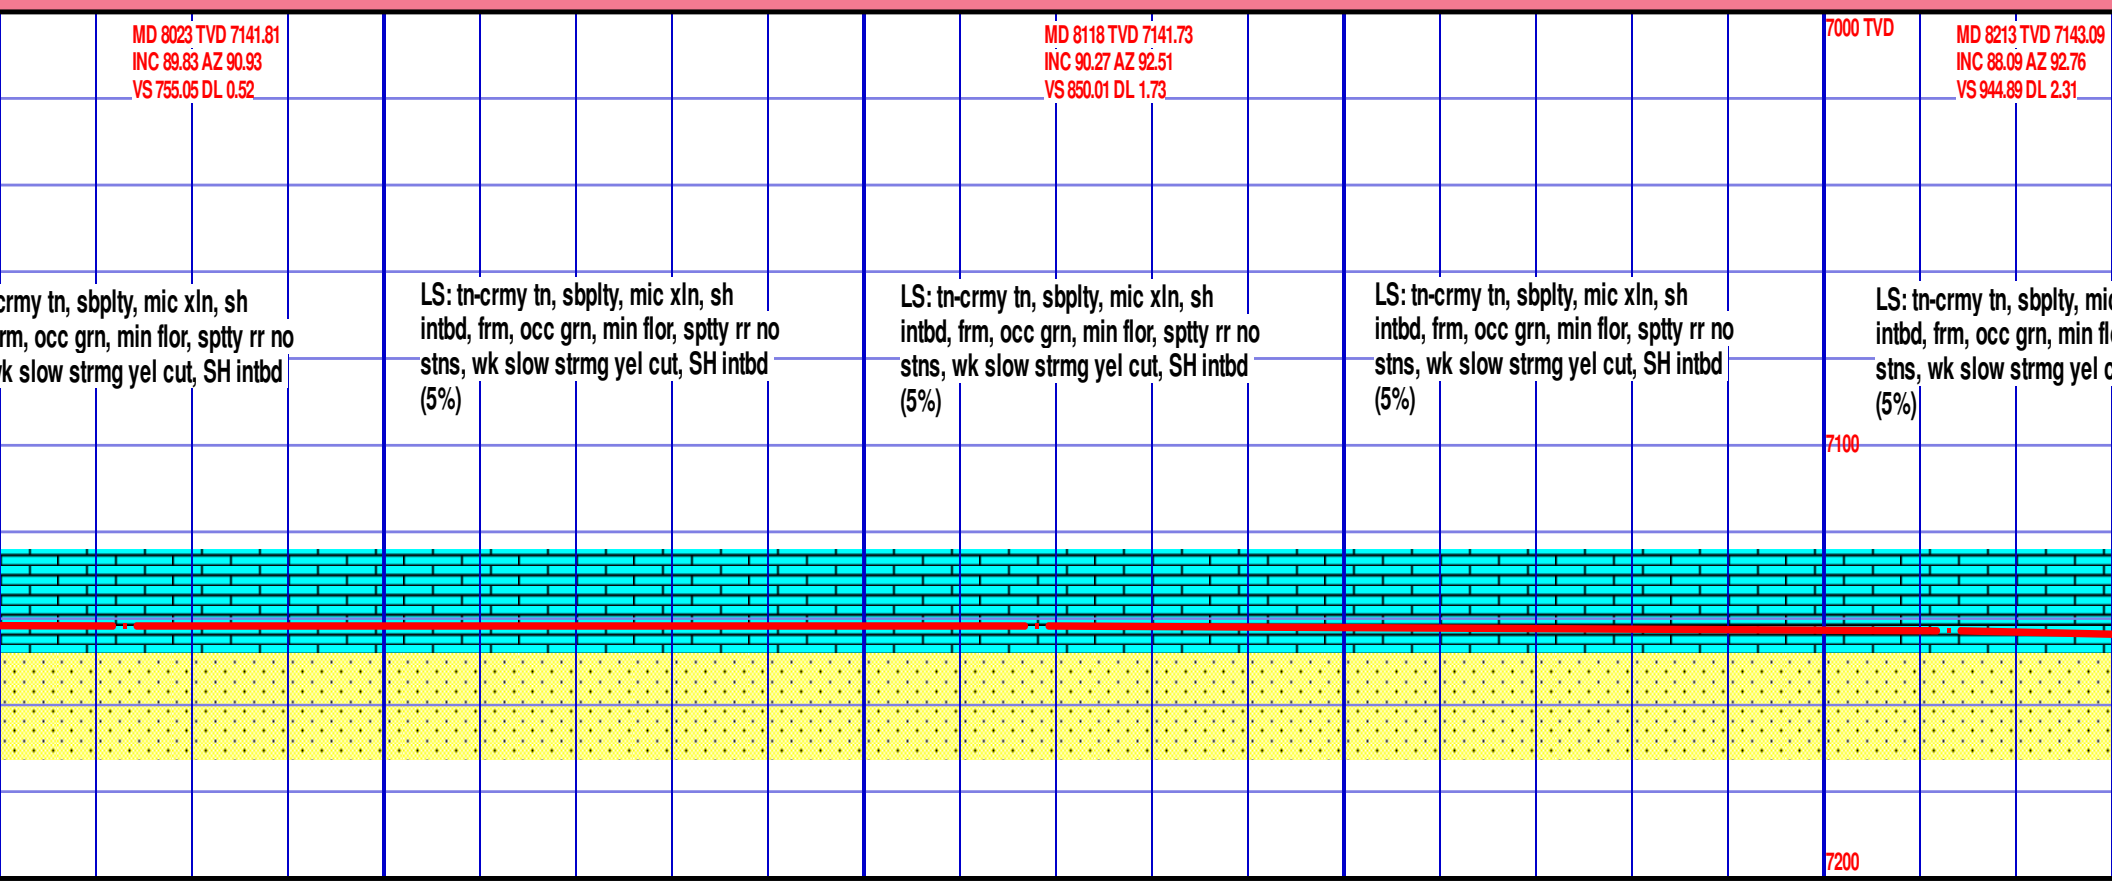 MD 8023 TVD 7141.81
INC 89.83 AZ 90.93
VS 755.05 DL 0.52
MD 8118 TVD 7141.73
INC 90.27 AZ 92.51
VS 850.01 DL 1.73
7000 TVD
MD 8213 TVD 7143.09
INC 88.09 AZ 92.76
VS 944.89 DL 2.31
crmy tn, sbplty, mic xln, sh
rm, occ grn, min flor, sptty rr no
k slow strmg yel cut, SH intbd
LS: tn-crmy tn, sbplty, mic xln, sh
intbd, frm, occ grn, min flor, sptty rr no
stns, wk slow strmg yel cut, SH intbd
(5%)
LS: tn-crmy tn, sbplty, mic xln, sh
intbd, frm, occ grn, min flor, sptty rr no
stns, wk slow strmg yel cut, SH intbd
(5%)
LS: tn-crmy tn, sbplty, mic xln, sh
intbd, frm, occ grn, min flor, sptty rr no
stns, wk slow strmg yel cut, SH intbd
(5%)
LS: tn-crmy tn, sbplty, mic
intbd, frm, occ grn, min fl
stns, wk slow strmg yel c
(5%)
7100
7200